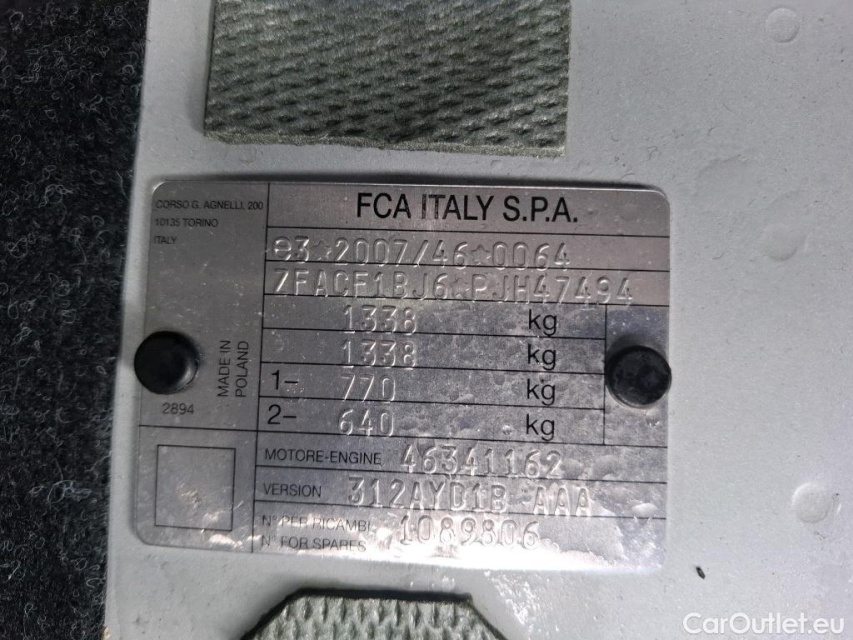 CORSO G. AGNELLI, 200
10135 TORINO
ITALY
FCA ITALY S.P.A.
e3*2007/46*0064
ZFACF1BJ6*PJH47494
1338 kg
1338 kg
1- 770 kg
2- 640 kg
MADE IN
POLAND
2894
MOTORE-ENGINE 46341162
VERSION 312AYD1B AAA
N° PER RICAMBI
N° FOR SPARES 1089806
CarOutlet.eu